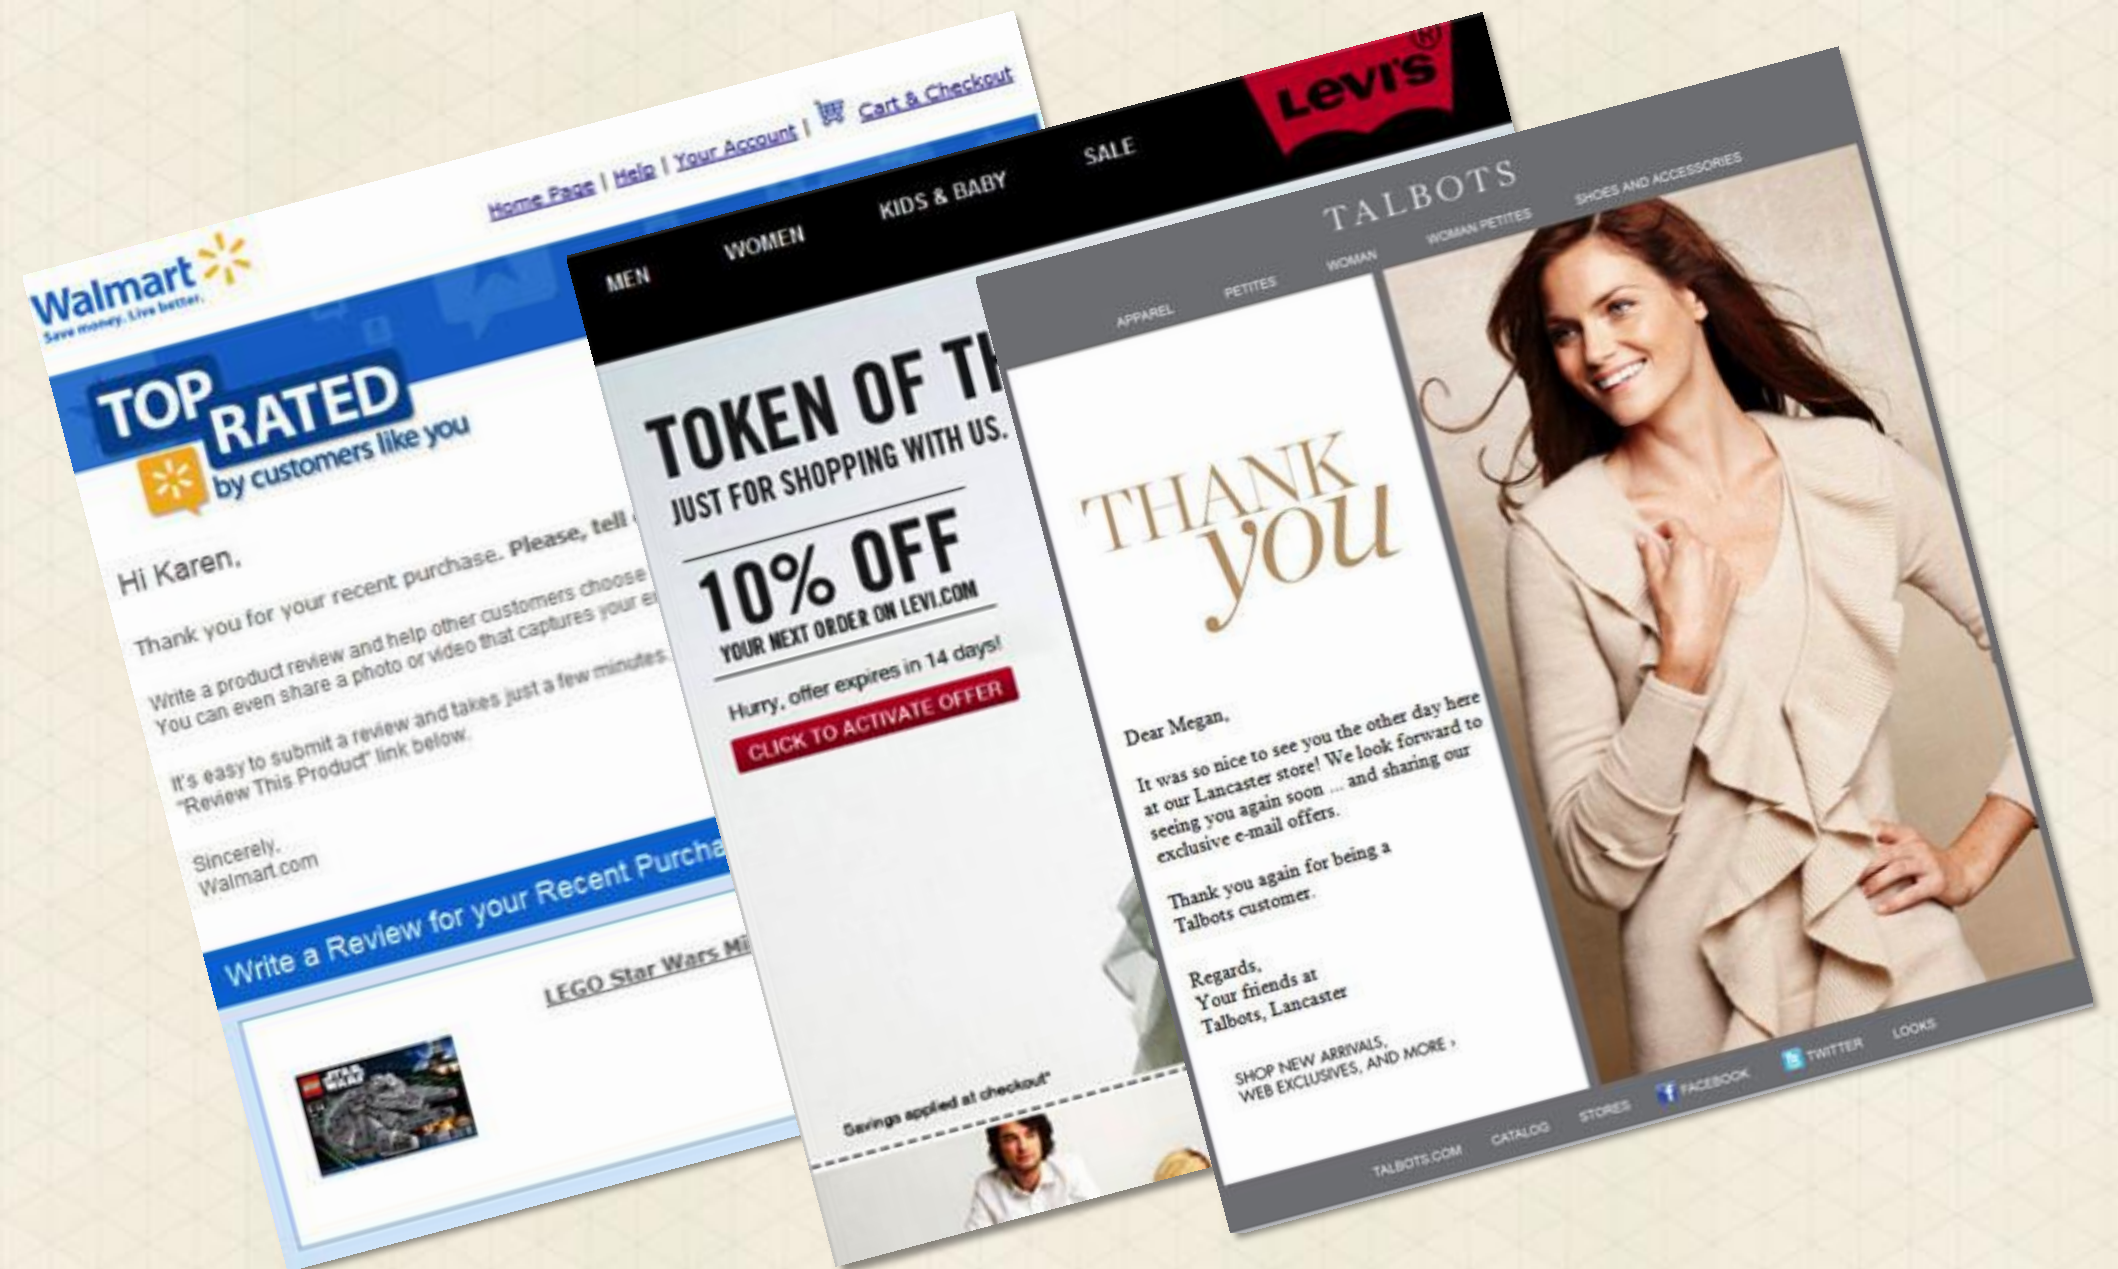 Home Page | Help | Your Account | Cart & Checkout
Walmart
Save money. Live better.
TOP
RATED
by customers like you
Hi Karen,
Thank you for your recent purchase. Please, tell
Write a product review and help other customers choose
You can even share a photo or video that captures your
It's easy to submit a review and takes just a few minutes.
"Review This Product" link below.
Sincerely,
Walmart.com
Write a Review for your Recent Purcha
LEGO Star Wars Mi
LEGO
STAR
WARS
Levi's®
MEN WOMEN KIDS & BABY SALE
TOKEN OF TH
JUST FOR SHOPPING WITH US.
10% OFF
YOUR NEXT ORDER ON LEVI.COM
Hurry, offer expires in 14 days!
CLICK TO ACTIVATE OFFER
Savings applied at checkout*
TALBOTS
APPAREL PETITES WOMAN WOMAN PETITES SHOES AND ACCESSORIES
THANK
you
Dear Megan,
It was so nice to see you the other day here
at our Lancaster store! We look forward to
seeing you again soon ... and sharing our
exclusive e-mail offers.
Thank you again for being a
Talbots customer.
Regards,
Your friends at
Talbots, Lancaster
SHOP NEW ARRIVALS,
WEB EXCLUSIVES, AND MORE ›
TALBOTS.COM CATALOG STORES FACEBOOK TWITTER LOOKS